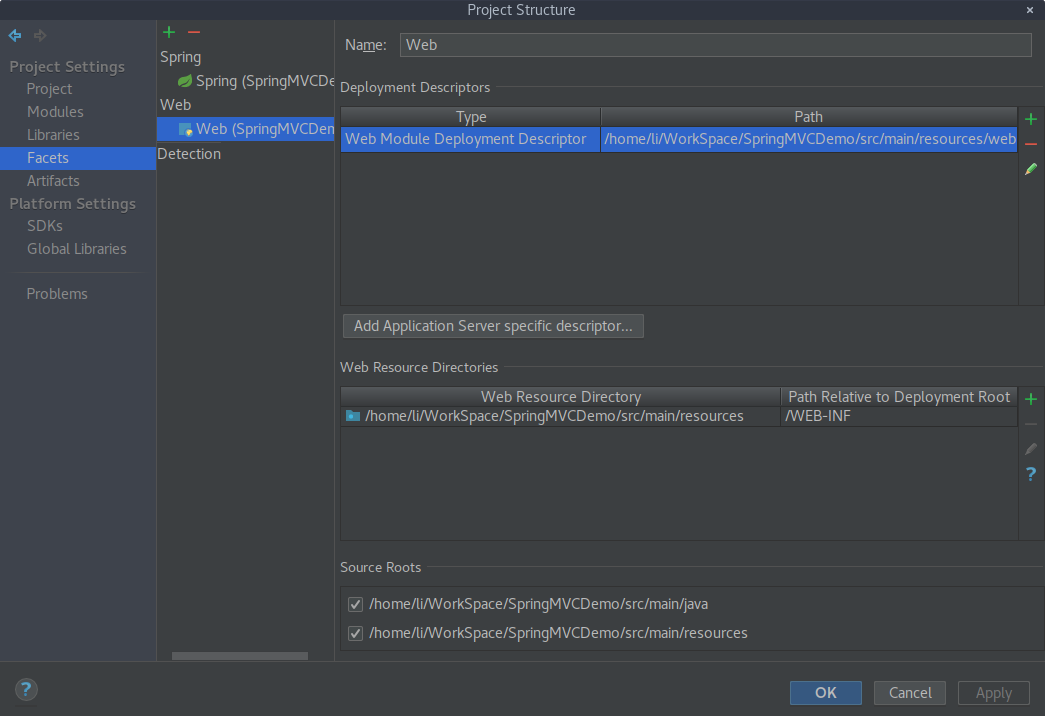 Project Structure
Project Settings
Project
Modules
Libraries
Facets
Artifacts
Platform Settings
SDKs
Global Libraries
Problems
Spring
Spring (SpringMVCDe
Web
Web (SpringMVCDem
Detection
Name: Web
Deployment Descriptors
Type Path
Web Module Deployment Descriptor /home/li/WorkSpace/SpringMVCDemo/src/main/resources/web
Add Application Server specific descriptor...
Web Resource Directories
Web Resource Directory Path Relative to Deployment Root
/home/li/WorkSpace/SpringMVCDemo/src/main/resources /WEB-INF
?
Source Roots
/home/li/WorkSpace/SpringMVCDemo/src/main/java
/home/li/WorkSpace/SpringMVCDemo/src/main/resources
?
OK Cancel Apply